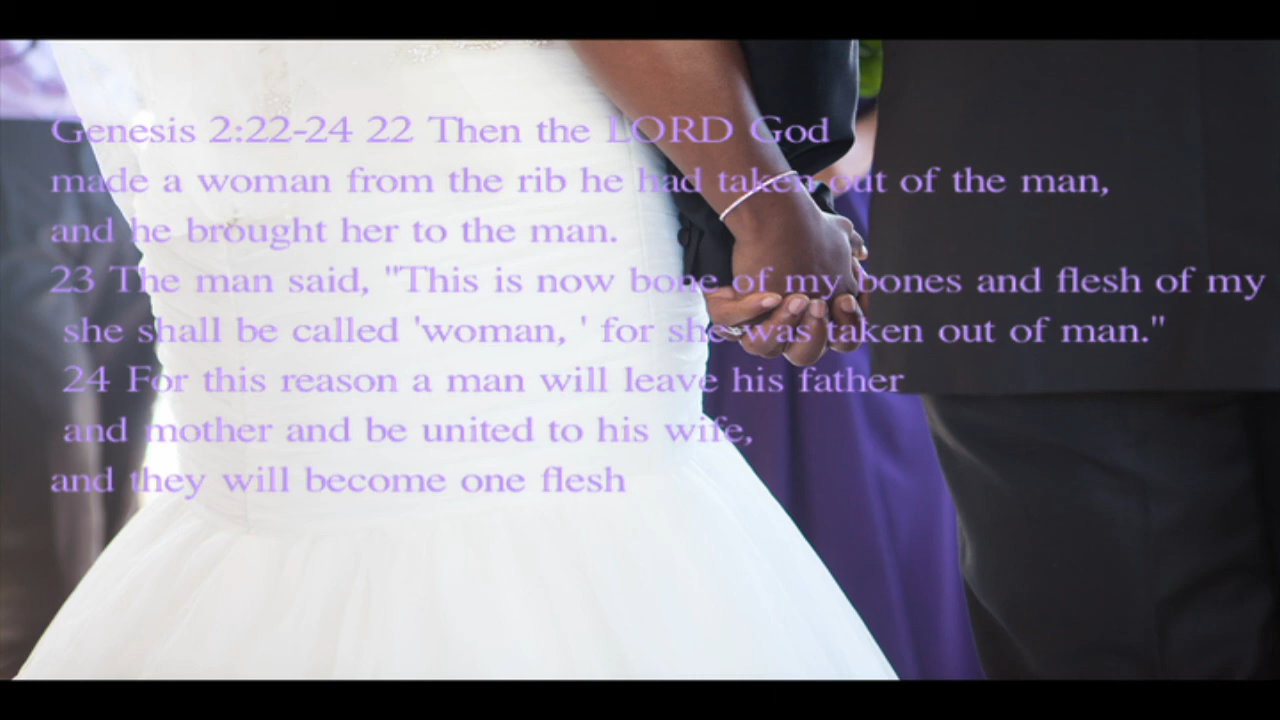 Genesis 2:22-24 22 Then the LORD God
made a woman from the rib he had taken out of the man,
and he brought her to the man.
23 The man said, "This is now bone of my bones and flesh of my
she shall be called 'woman, ' for she was taken out of man."
24 For this reason a man will leave his father
and mother and be united to his wife,
and they will become one flesh